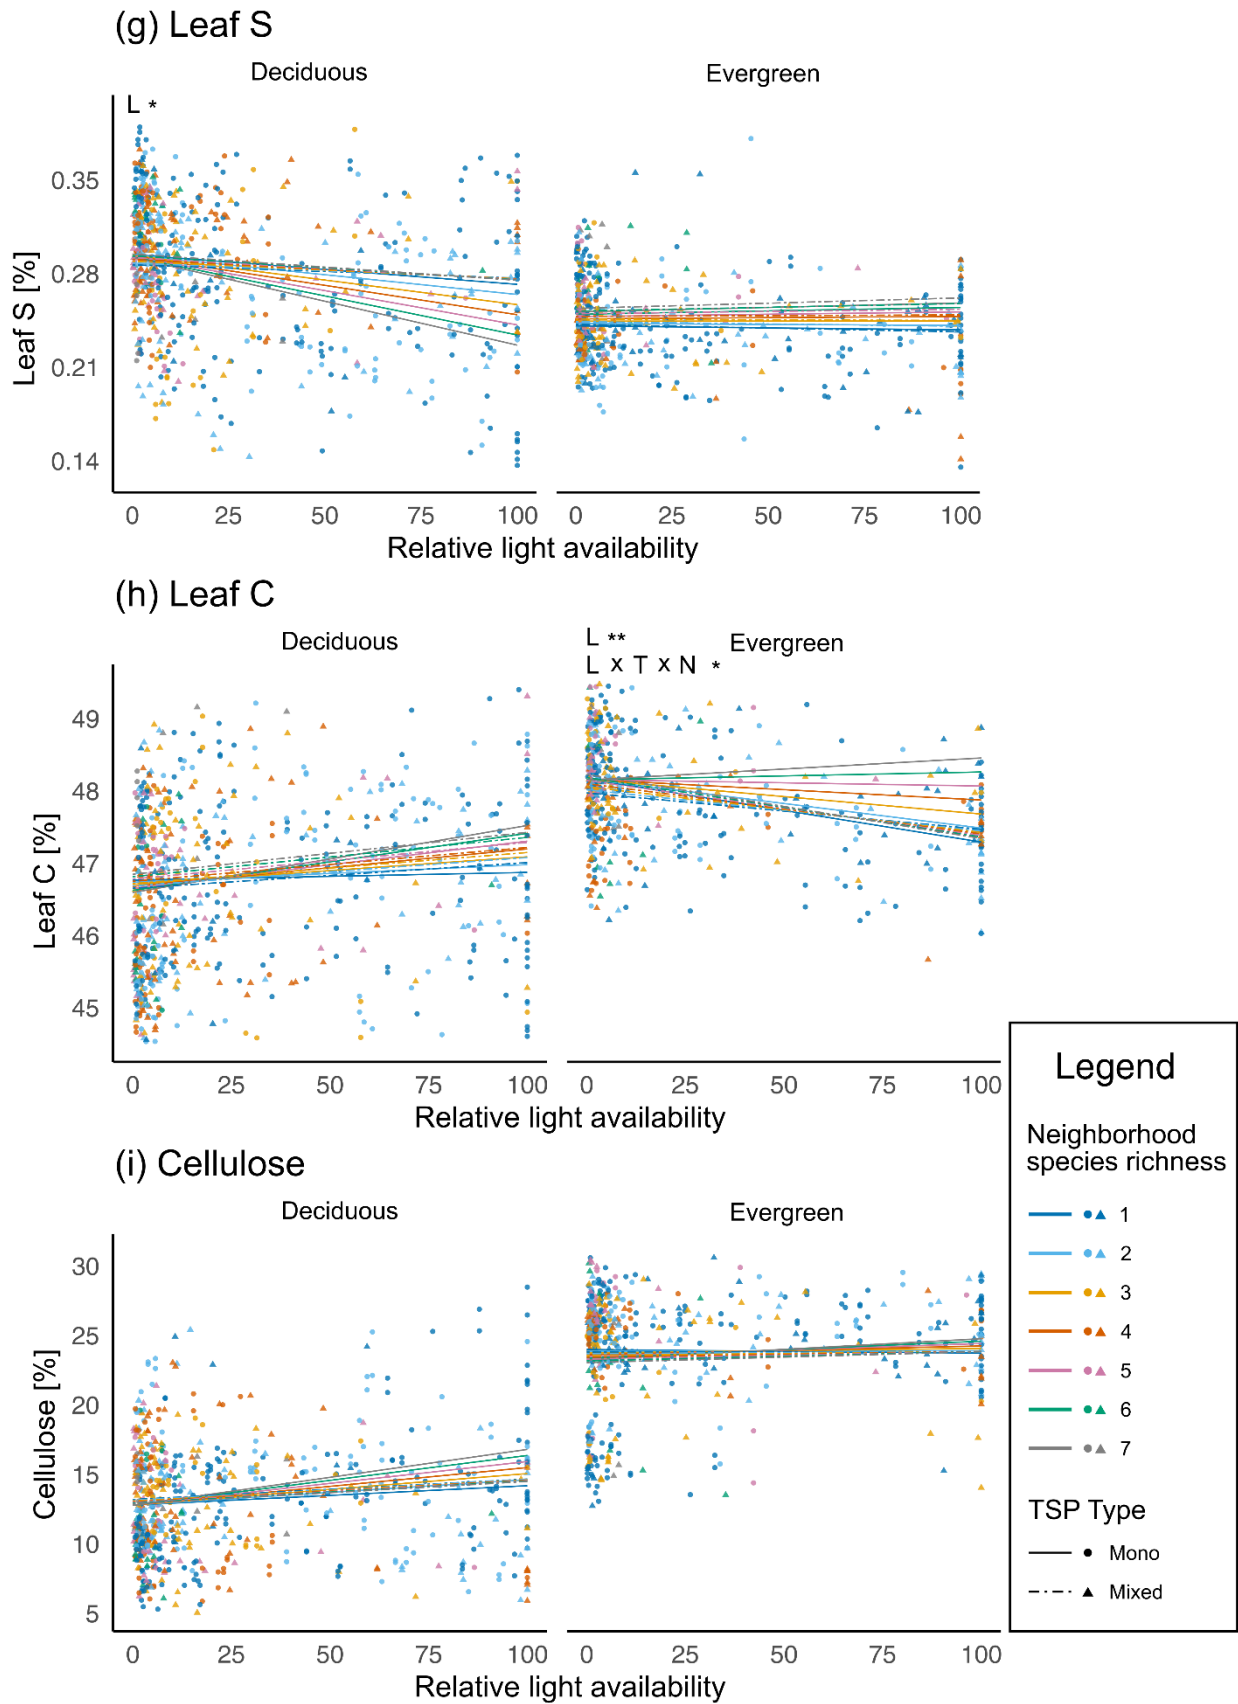 (g) Leaf S
Deciduous
Evergreen
L *
Leaf S [%]
0.35
0.28
0.21
0.14
0 25 50 75 100
0 25 50 75 100
Relative light availability
(h) Leaf C
Deciduous
Evergreen
L **
L x T x N *
Leaf C [%]
49
48
47
46
45
0 25 50 75 100
0 25 50 75 100
Relative light availability
(i) Cellulose
Deciduous
Evergreen
Cellulose [%]
30
25
20
15
10
5
0 25 50 75 100
0 25 50 75 100
Relative light availability
Legend
Neighborhood
species richness
1
2
3
4
5
6
7
TSP Type
Mono
Mixed